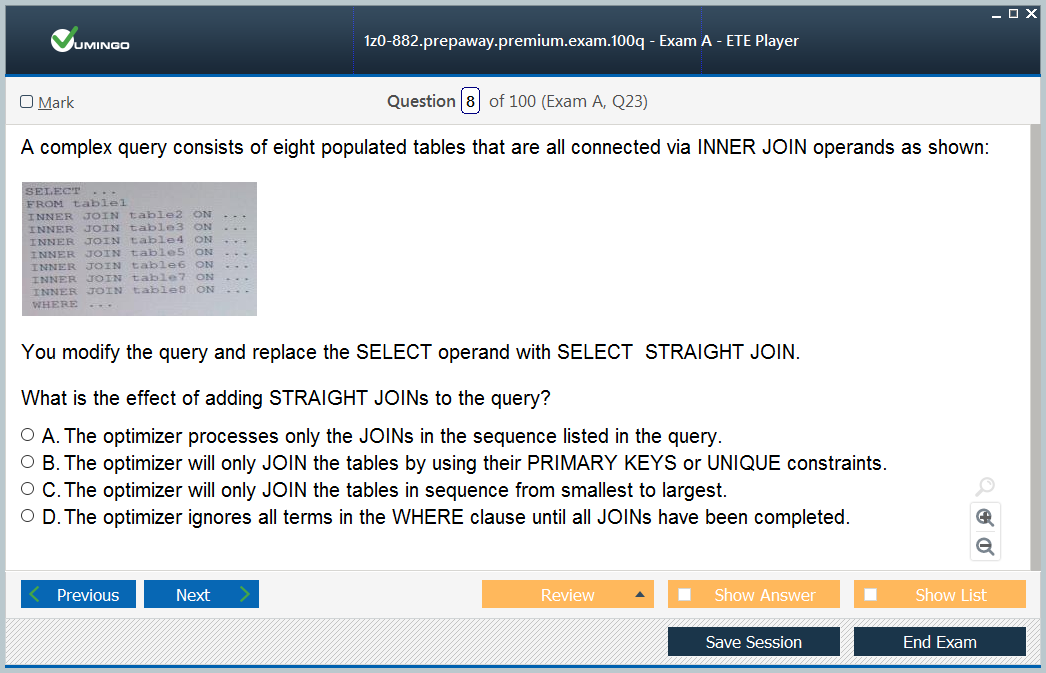 VUMINGO
1z0-882.prepaway.premium.exam.100q - Exam A - ETE Player
Mark
Question 8 of 100 (Exam A, Q23)
A complex query consists of eight populated tables that are all connected via INNER JOIN operands as shown:
SELECT ...
FROM table1
INNER JOIN table2 ON ...
INNER JOIN table3 ON ...
INNER JOIN table4 ON ...
INNER JOIN table5 ON ...
INNER JOIN table6 ON ...
INNER JOIN table7 ON ...
INNER JOIN table8 ON ...
WHERE ...
You modify the query and replace the SELECT operand with SELECT  STRAIGHT JOIN.
What is the effect of adding STRAIGHT JOINs to the query?
A. The optimizer processes only the JOINs in the sequence listed in the query.
B. The optimizer will only JOIN the tables by using their PRIMARY KEYS or UNIQUE constraints.
C. The optimizer will only JOIN the tables in sequence from smallest to largest.
D. The optimizer ignores all terms in the WHERE clause until all JOINs have been completed.
Previous Next Review Show Answer Show List
Save Session End Exam